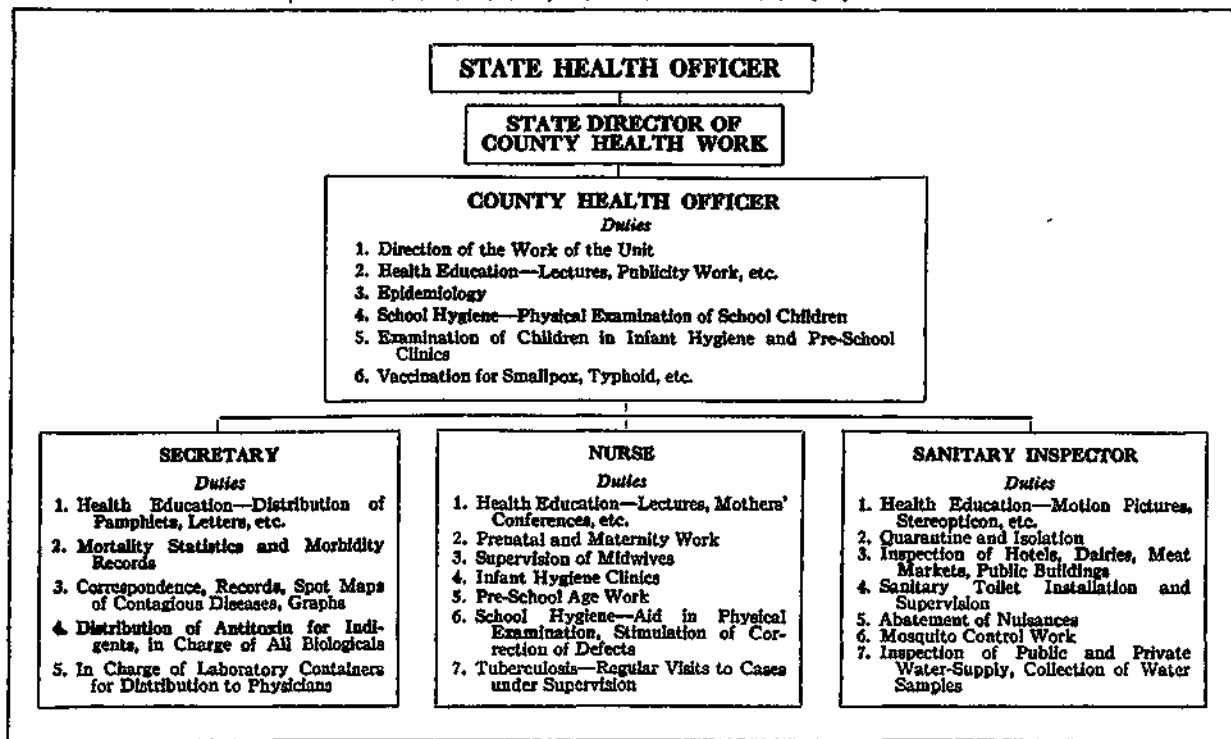 STATE HEALTH OFFICER
STATE DIRECTOR OF
COUNTY HEALTH WORK
COUNTY HEALTH OFFICER
Duties
1. Direction of the Work of the Unit
2. Health Education—Lectures, Publicity Work, etc.
3. Epidemiology
4. School Hygiene—Physical Examination of School Children
5. Examination of Children in Infant Hygiene and Pre-School
Clinics
6. Vaccination for Smallpox, Typhoid, etc.
SECRETARY
Duties
1. Health Education—Distribution of
Pamphlets, Letters, etc.
2. Mortality Statistics and Morbidity
Records
3. Correspondence, Records, Spot Maps
of Contagious Diseases, Graphs
4. Distribution of Antitoxin for Indi-
gents, in Charge of All Biologicals
5. In Charge of Laboratory Containers
for Distribution to Physicians
NURSE
Duties
1. Health Education—Lectures, Mothers'
Conferences, etc.
2. Prenatal and Maternity Work
3. Supervision of Midwives
4. Infant Hygiene Clinics
5. Pre-School Age Work
6. School Hygiene—Aid in Physical
Examination, Stimulation of Cor-
rection of Defects
7. Tuberculosis—Regular Visits to Cases
under Supervision
SANITARY INSPECTOR
Duties
1. Health Education—Motion Pictures,
Stereopticon, etc.
2. Quarantine and Isolation
3. Inspection of Hotels, Dairies, Meat
Markets, Public Buildings
4. Sanitary Toilet Installation and
Supervision
5. Abatement of Nuisances
6. Mosquito Control Work
7. Inspection of Public and Private
Water-Supply, Collection of Water
Samples